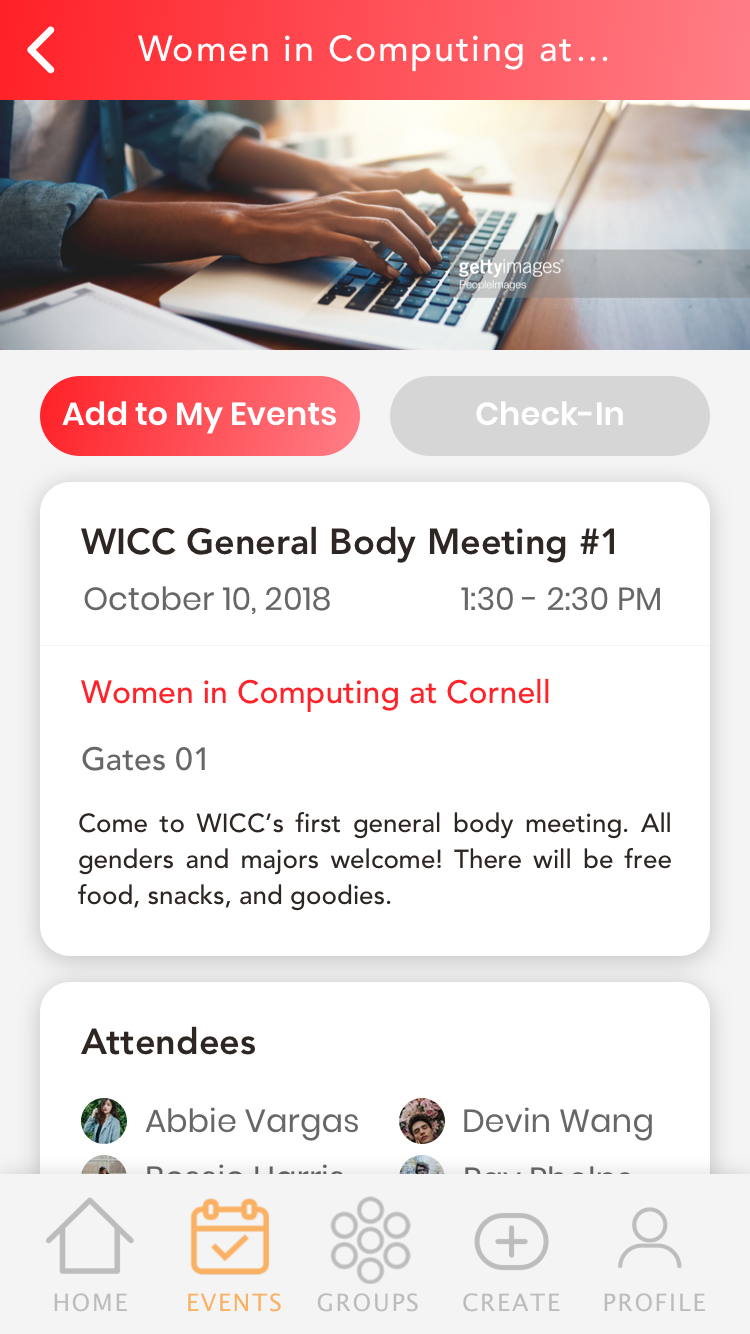 Women in Computing at...
gettyimages®
PeopleImages
Add to My Events
Check-In
WICC General Body Meeting #1
October 10, 2018
1:30 - 2:30 PM
Women in Computing at Cornell
Gates 01
Come to WICC’s first general body meeting. All
genders and majors welcome! There will be free
food, snacks, and goodies.
Attendees
Abbie Vargas
Devin Wang
HOME
EVENTS
GROUPS
CREATE
PROFILE